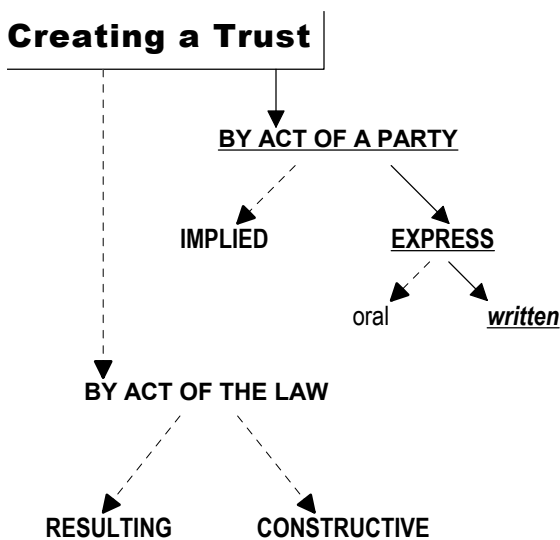 Creating a Trust
BY ACT OF A PARTY
IMPLIED EXPRESS
oral written
BY ACT OF THE LAW
RESULTING CONSTRUCTIVE